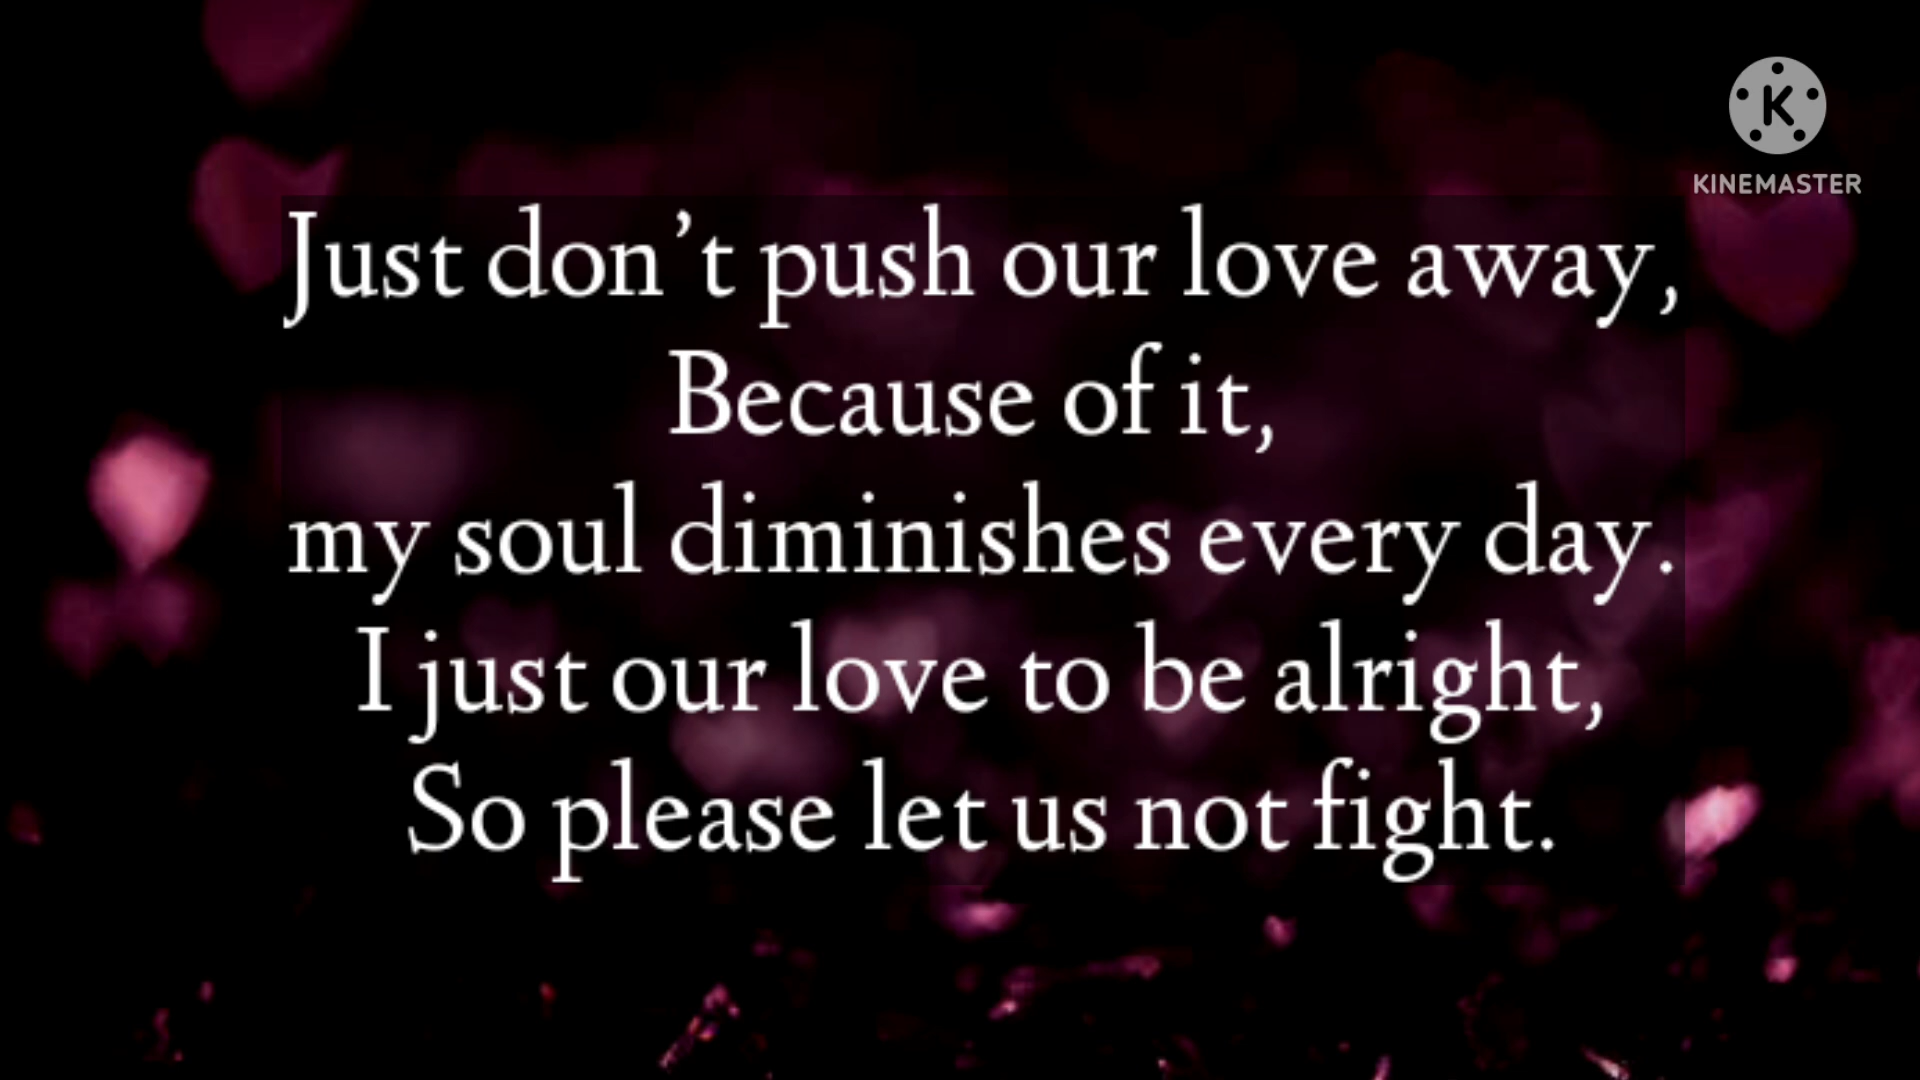 KINEMASTER
Just don’t push our love away,
Because of it,
my soul diminishes every day.
I just our love to be alright,
So please let us not fight.